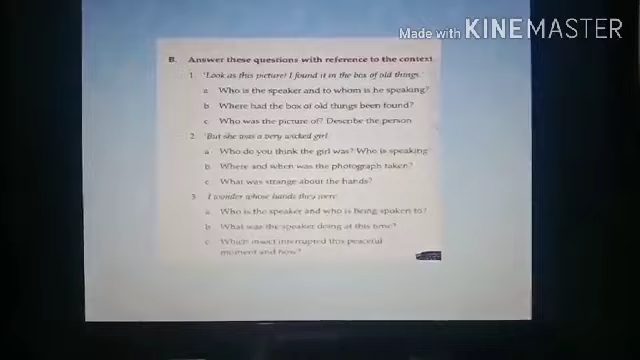 Made with KINEMASTER
B. Answer these questions with reference to the context.
1. 'Look at this picture! I found it in the box of old things.'
a Who is the speaker and to whom is he speaking?
b Where had the box of old things been found?
c Who was the picture of? Describe the person
2. 'But she was a very wicked girl
a Who do you think the girl was? Who is speaking
b Where and when was the photograph taken?
c What was strange about the hands?
3. I wonder whose hands they were
a Who is the speaker and who is being spoken to?
b What was the speaker doing at this time?
c Which insect interrupted this peaceful
moment and how?